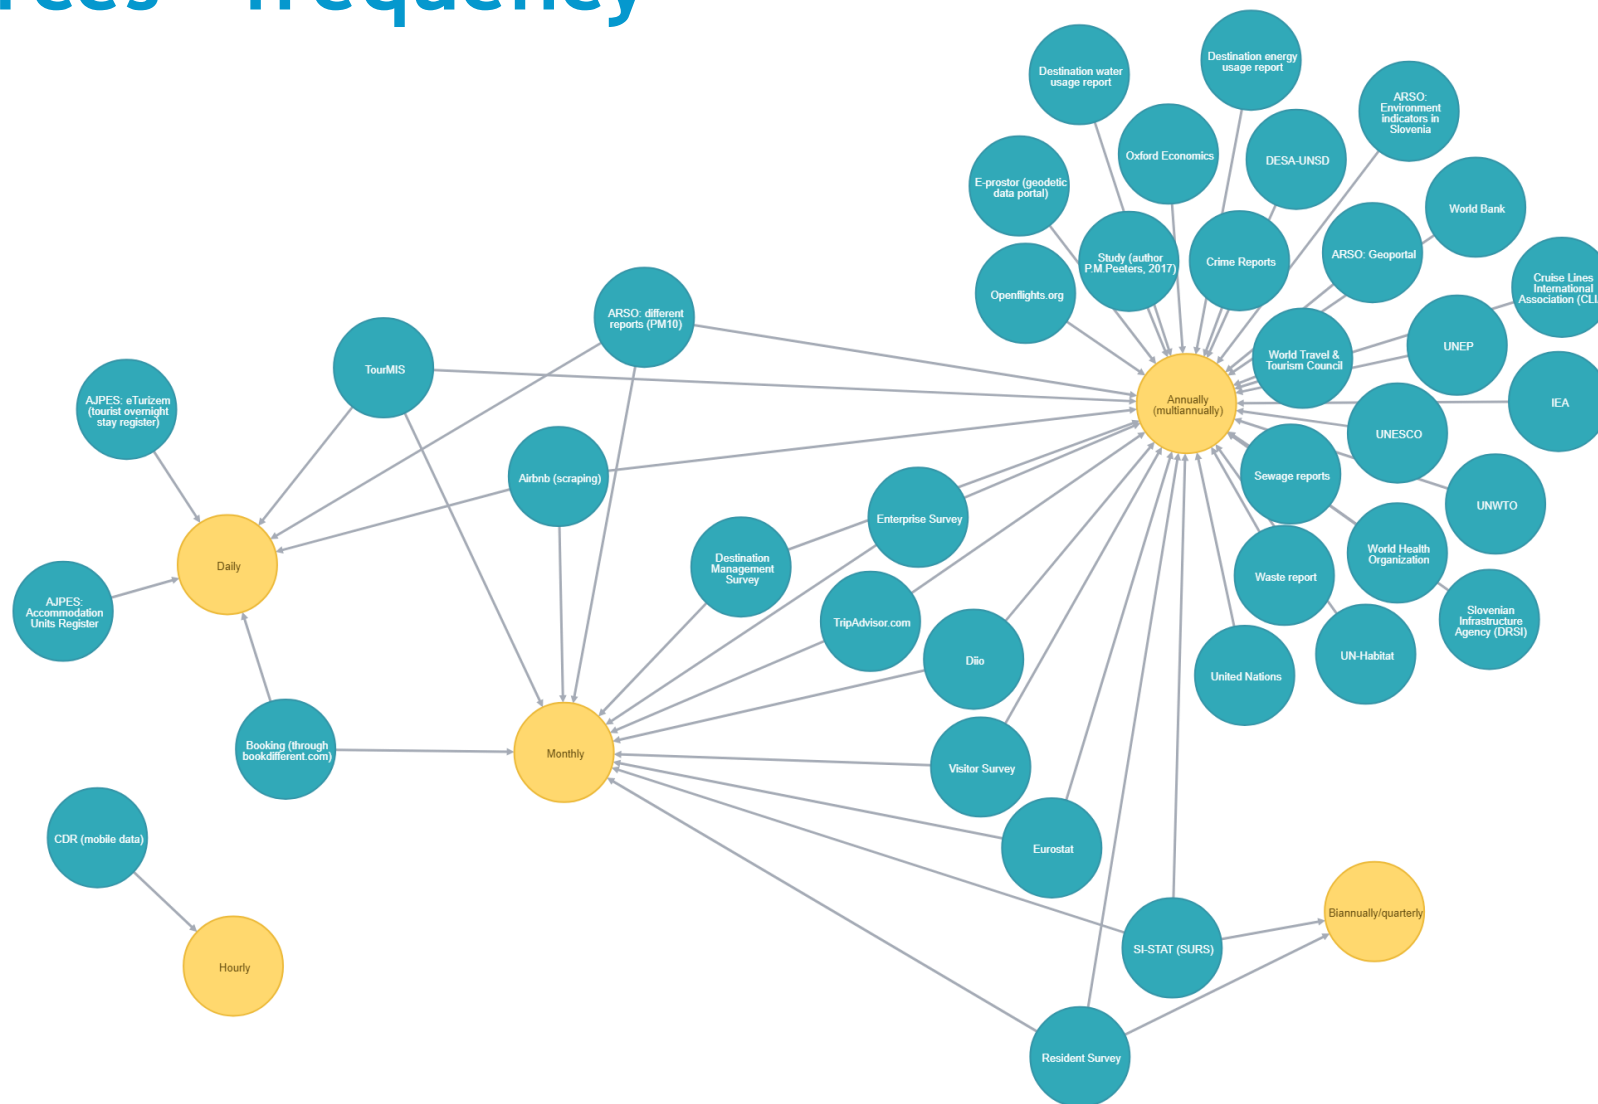 frequency
Destination water
usage report
Destination energy
usage report
ARSO:
Environment
indicators in
Slovenia
Oxford Economics
DESA-UNSD
E-prostor (geodetic
data portal)
World Bank
Study (author
P.M.Peeters, 2017)
Crime Reports
ARSO: Geoportal
Openflights.org
Cruise Lines
International
Association (CLI
ARSO: different
reports (PM10)
World Travel &
Tourism Council
UNEP
TourMIS
AJPES: eTurizem
(tourist overnight
stay register)
Annually
(multiannually)
IEA
UNESCO
Airbnb (scraping)
Sewage reports
UNWTO
Enterprise Survey
Destination
Management
Survey
World Health
Organization
Daily
Waste report
AJPES:
Accommodation
Units Register
TripAdvisor.com
Slovenian
Infrastructure
Agency (DRSI)
Diio
UN-Habitat
United Nations
Booking (through
bookdifferent.com)
Monthly
Visitor Survey
CDR (mobile data)
Eurostat
Biannually/quarterly
SI-STAT (SURS)
Hourly
Resident Survey